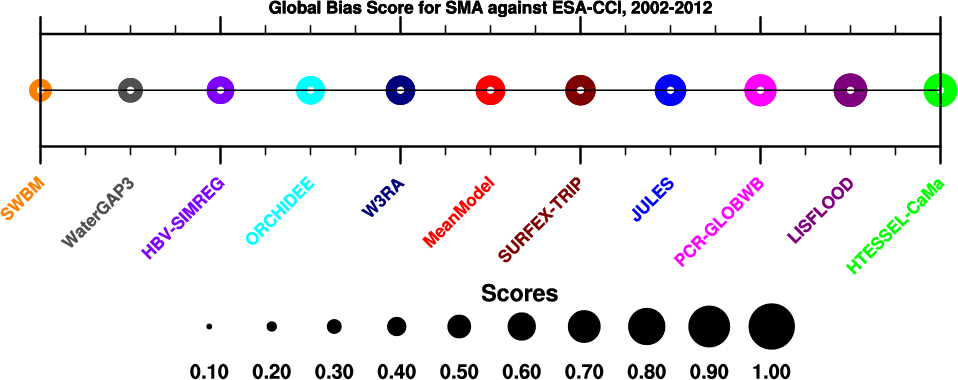 Global Bias Score for SMA against ESA-CCI, 2002-2012
SWBM
WaterGAP3
HBV-SIMREG
ORCHIDEE
W3RA
MeanModel
SURFEX-TRIP
JULES
PCR-GLOBWB
LISFLOOD
HTESSEL-CaMa
Scores
0.10 0.20 0.30 0.40 0.50 0.60 0.70 0.80 0.90 1.00